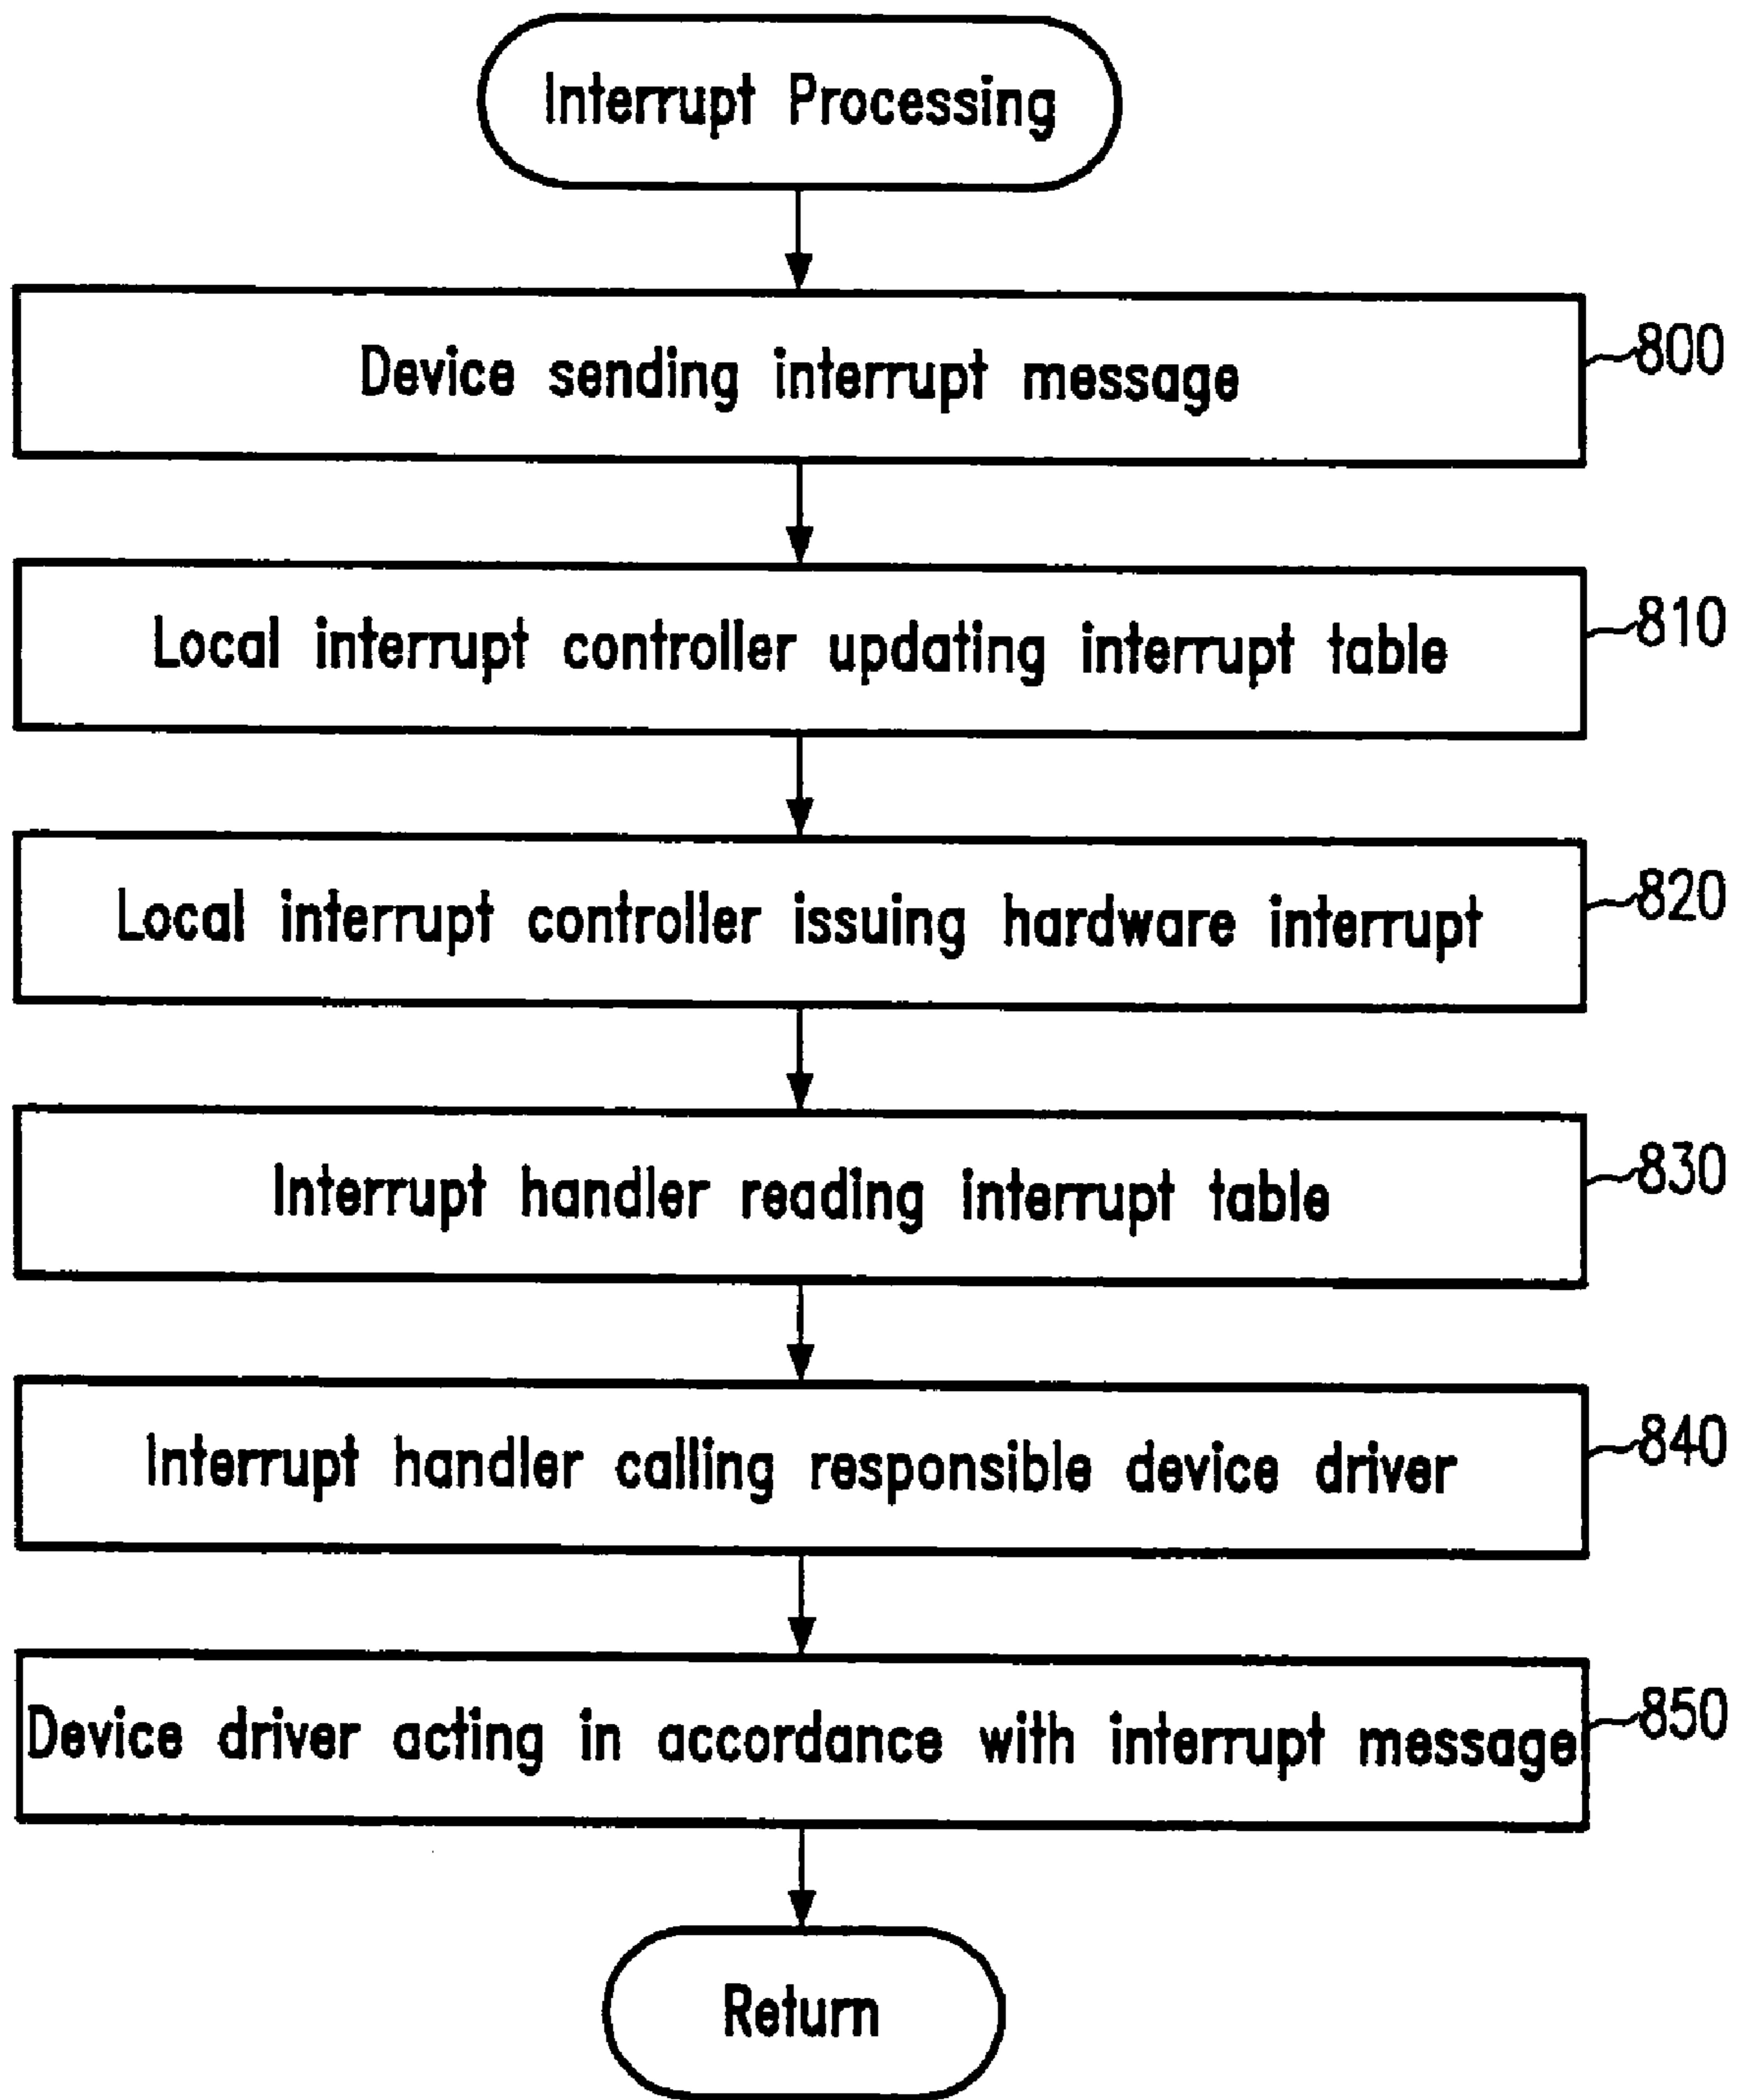 Interrupt Processing
Device sending interrupt message
800
Local interrupt controller updating interrupt table
810
Local interrupt controller issuing hardware interrupt
820
Interrupt handler reading interrupt table
830
Interrupt handler calling responsible device driver
840
Device driver acting in accordance with interrupt message
850
Return